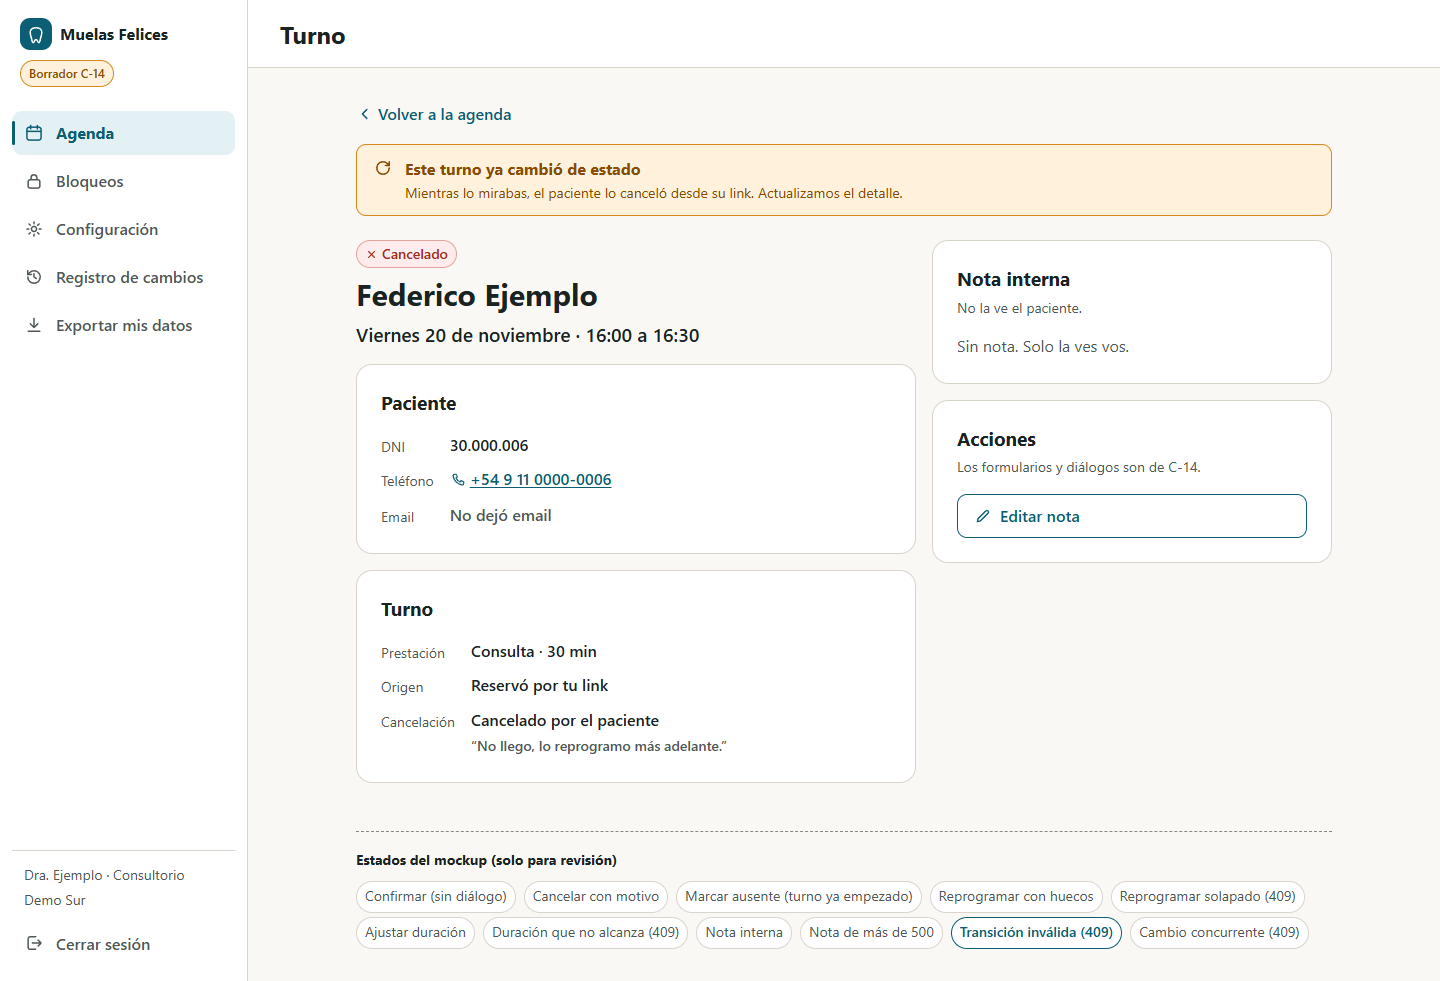 Muelas Felices
Borrador C-14
Agenda
Bloqueos
Configuración
Registro de cambios
Exportar mis datos
Dra. Ejemplo · Consultorio
Demo Sur
Cerrar sesión
Turno
Volver a la agenda
Este turno ya cambió de estado
Mientras lo mirabas, el paciente lo canceló desde su link. Actualizamos el detalle.
Cancelado
Federico Ejemplo
Viernes 20 de noviembre · 16:00 a 16:30
Paciente
DNI 30.000.006
Teléfono +54 9 11 0000-0006
Email No dejó email
Turno
Prestación Consulta · 30 min
Origen Reservó por tu link
Cancelación Cancelado por el paciente
“No llego, lo reprogramo más adelante.”
Nota interna
No la ve el paciente.
Sin nota. Solo la ves vos.
Acciones
Los formularios y diálogos son de C-14.
Editar nota
Estados del mockup (solo para revisión)
Confirmar (sin diálogo) Cancelar con motivo Marcar ausente (turno ya empezado) Reprogramar con huecos Reprogramar solapado (409)
Ajustar duración Duración que no alcanza (409) Nota interna Nota de más de 500 Transición inválida (409) Cambio concurrente (409)